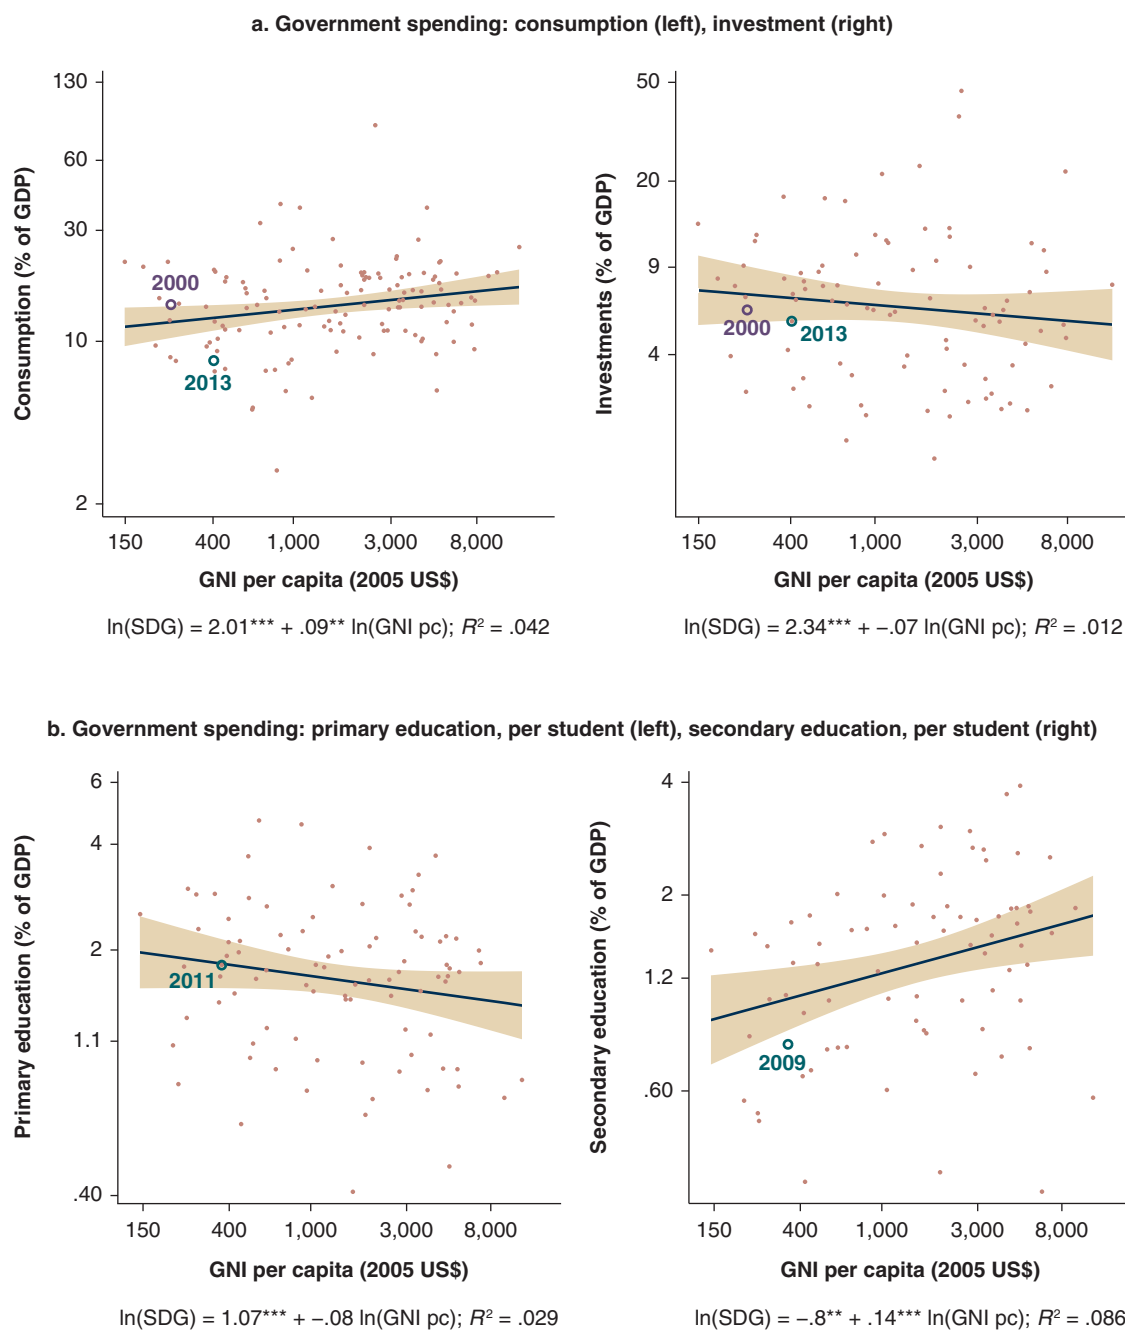 a. Government spending: consumption (left), investment (right)
Consumption (% of GDP)
130
60
30
10
2
2000
2013
150 400 1,000 3,000 8,000
GNI per capita (2005 US$)
ln(SDG) = 2.01*** + .09** ln(GNI pc); R² = .042
Investments (% of GDP)
50
20
9
4
2000
2013
150 400 1,000 3,000 8,000
GNI per capita (2005 US$)
ln(SDG) = 2.34*** + –.07 ln(GNI pc); R² = .012
b. Government spending: primary education, per student (left), secondary education, per student (right)
Primary education (% of GDP)
6
4
2
1.1
.40
2011
150 400 1,000 3,000 8,000
GNI per capita (2005 US$)
ln(SDG) = 1.07*** + –.08 ln(GNI pc); R² = .029
Secondary education (% of GDP)
4
2
1.2
.60
2009
150 400 1,000 3,000 8,000
GNI per capita (2005 US$)
ln(SDG) = –.8** + .14*** ln(GNI pc); R² = .086